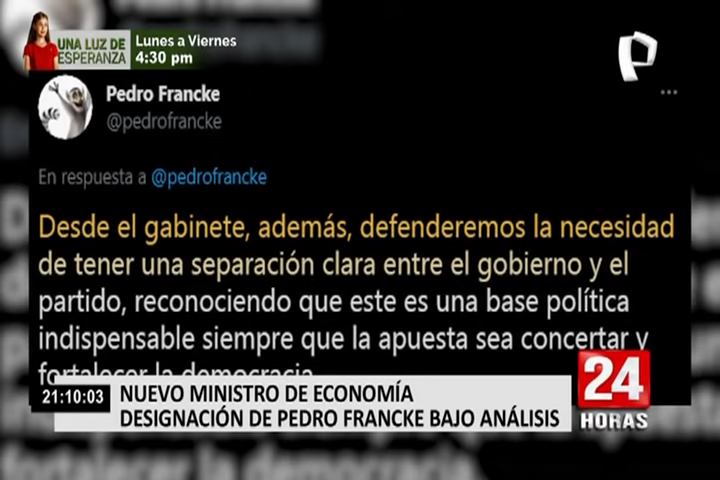 UNA LUZ DE
ESPERANZA
Lunes a Viernes
4:30 pm
P
Pedro Francke
@pedrofrancke
En respuesta a @pedrofrancke
Desde el gabinete, además, defenderemos la necesidad
de tener una separación clara entre el gobierno y el
partido, reconociendo que este es una base política
indispensable siempre que la apuesta sea concertar y
fortalecer la democracia.
21:10:03
NUEVO MINISTRO DE ECONOMÍA
DESIGNACIÓN DE PEDRO FRANCKE BAJO ANÁLISIS
24
HORAS